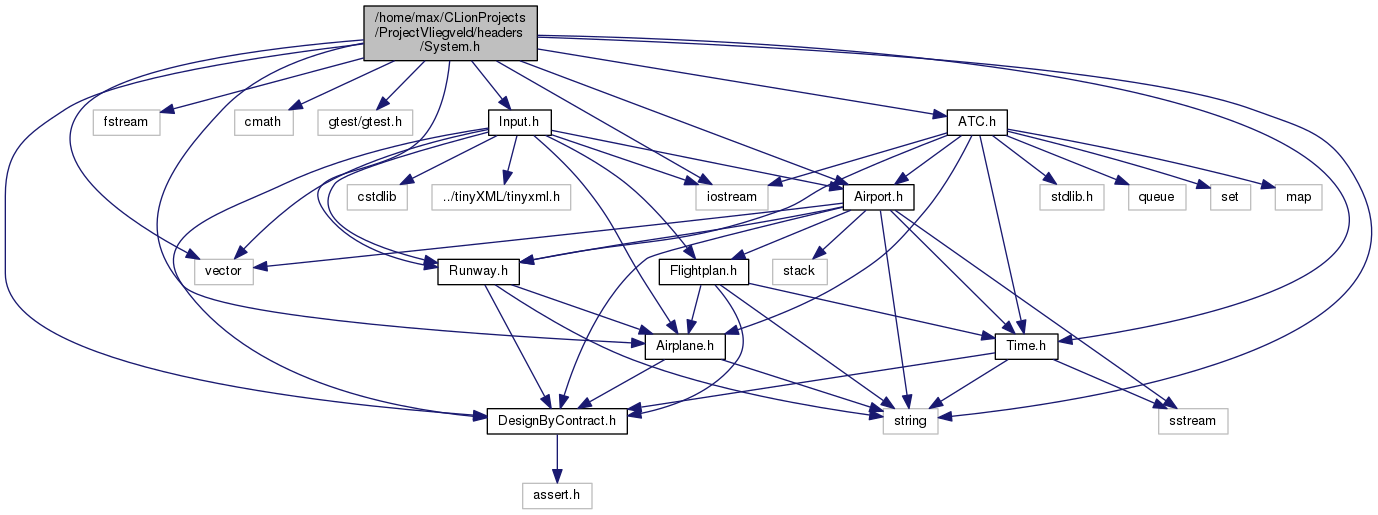 /home/max/CLionProjects
/ProjectVliegveld/headers
/System.h
fstream
cmath
gtest/gtest.h
Input.h
ATC.h
cstdlib
../tinyXML/tinyxml.h
iostream
Airport.h
stdlib.h
queue
set
map
vector
Runway.h
Flightplan.h
stack
Airplane.h
Time.h
DesignByContract.h
string
sstream
assert.h